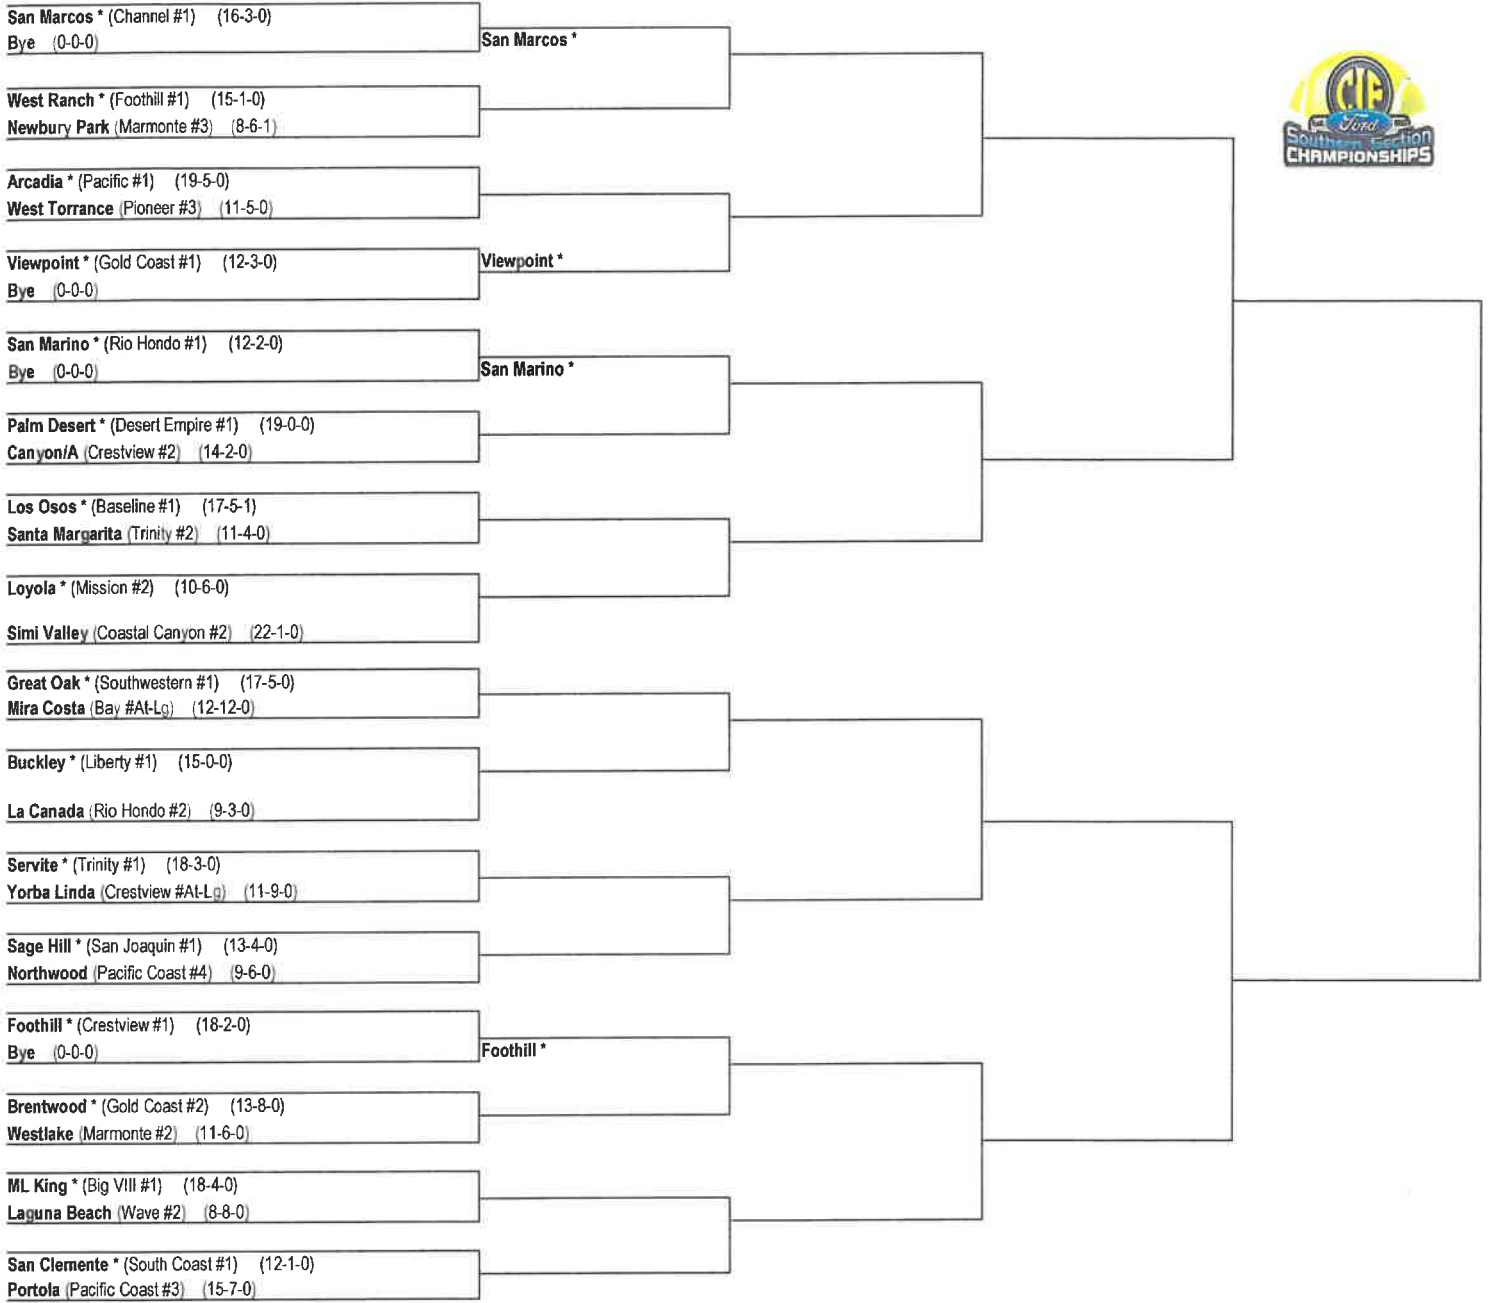 San Marcos * (Channel #1) (16-3-0)
Bye (0-0-0)
San Marcos *
West Ranch * (Foothill #1) (15-1-0)
Newbury Park (Marmonte #3) (8-6-1)
Arcadia * (Pacific #1) (19-5-0)
West Torrance (Pioneer #3) (11-5-0)
Viewpoint * (Gold Coast #1) (12-3-0)
Bye (0-0-0)
Viewpoint *
San Marino * (Rio Hondo #1) (12-2-0)
Bye (0-0-0)
San Marino *
Palm Desert * (Desert Empire #1) (19-0-0)
Canyon/A (Crestview #2) (14-2-0)
Los Osos * (Baseline #1) (17-5-1)
Santa Margarita (Trinity #2) (11-4-0)
Loyola * (Mission #2) (10-6-0)
Simi Valley (Coastal Canyon #2) (22-1-0)
Great Oak * (Southwestern #1) (17-5-0)
Mira Costa (Bay #At-Lg) (12-12-0)
Buckley * (Liberty #1) (15-0-0)
La Canada (Rio Hondo #2) (9-3-0)
Servite * (Trinity #1) (18-3-0)
Yorba Linda (Crestview #At-Lg) (11-9-0)
Sage Hill * (San Joaquin #1) (13-4-0)
Northwood (Pacific Coast #4) (9-6-0)
Foothill * (Crestview #1) (18-2-0)
Bye (0-0-0)
Foothill *
Brentwood * (Gold Coast #2) (13-8-0)
Westlake (Marmonte #2) (11-6-0)
ML King * (Big VIII #1) (18-4-0)
Laguna Beach (Wave #2) (8-8-0)
San Clemente * (South Coast #1) (12-1-0)
Portola (Pacific Coast #3) (15-7-0)
CIF
Ford
Southern Section
CHAMPIONSHIPS